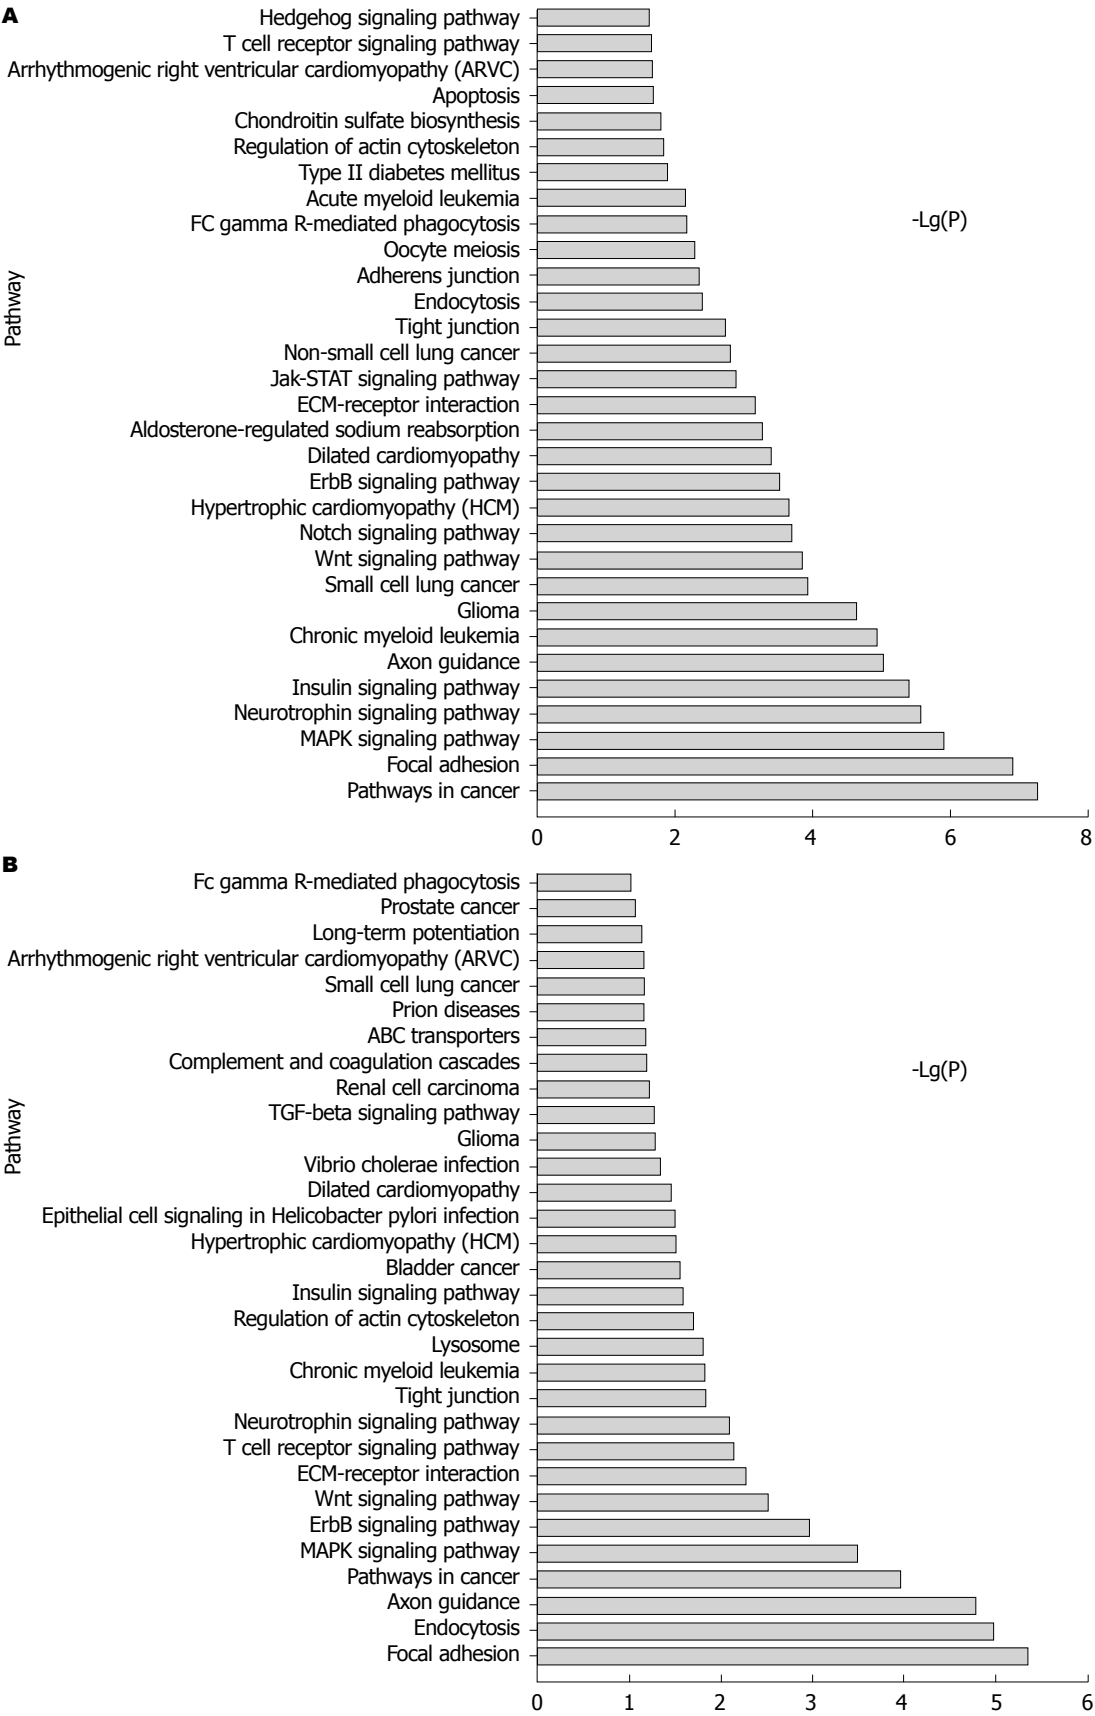 A
Hedgehog signaling pathway
T cell receptor signaling pathway
Arrhythmogenic right ventricular cardiomyopathy (ARVC)
Apoptosis
Chondroitin sulfate biosynthesis
Regulation of actin cytoskeleton
Type II diabetes mellitus
Acute myeloid leukemia
FC gamma R-mediated phagocytosis
-Lg(P)
Oocyte meiosis
Adherens junction
Endocytosis
Pathway
Tight junction
Non-small cell lung cancer
Jak-STAT signaling pathway
ECM-receptor interaction
Aldosterone-regulated sodium reabsorption
Dilated cardiomyopathy
ErbB signaling pathway
Hypertrophic cardiomyopathy (HCM)
Notch signaling pathway
Wnt signaling pathway
Small cell lung cancer
Glioma
Chronic myeloid leukemia
Axon guidance
Insulin signaling pathway
Neurotrophin signaling pathway
MAPK signaling pathway
Focal adhesion
Pathways in cancer
0 2 4 6 8
B
Fc gamma R-mediated phagocytosis
Prostate cancer
Long-term potentiation
Arrhythmogenic right ventricular cardiomyopathy (ARVC)
Small cell lung cancer
Prion diseases
ABC transporters
Complement and coagulation cascades
-Lg(P)
Renal cell carcinoma
TGF-beta signaling pathway
Pathway
Glioma
Vibrio cholerae infection
Dilated cardiomyopathy
Epithelial cell signaling in Helicobacter pylori infection
Hypertrophic cardiomyopathy (HCM)
Bladder cancer
Insulin signaling pathway
Regulation of actin cytoskeleton
Lysosome
Chronic myeloid leukemia
Tight junction
Neurotrophin signaling pathway
T cell receptor signaling pathway
ECM-receptor interaction
Wnt signaling pathway
ErbB signaling pathway
MAPK signaling pathway
Pathways in cancer
Axon guidance
Endocytosis
Focal adhesion
0 1 2 3 4 5 6